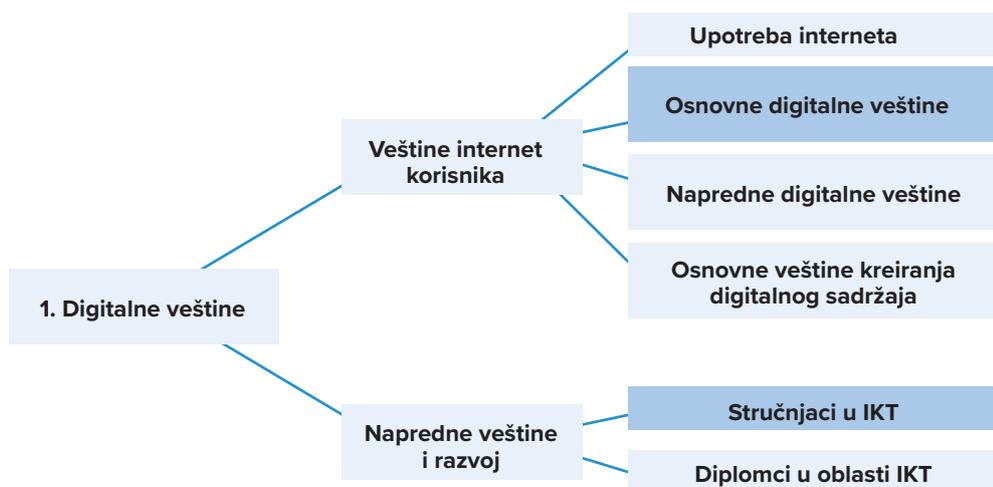 1. Digitalne veštine
Veštine internet
korisnika
Upotreba interneta
Osnovne digitalne veštine
Napredne digitalne veštine
Osnovne veštine kreiranja
digitalnog sadržaja
Napredne veštine
i razvoj
Stručnjaci u IKT
Diplomci u oblasti IKT